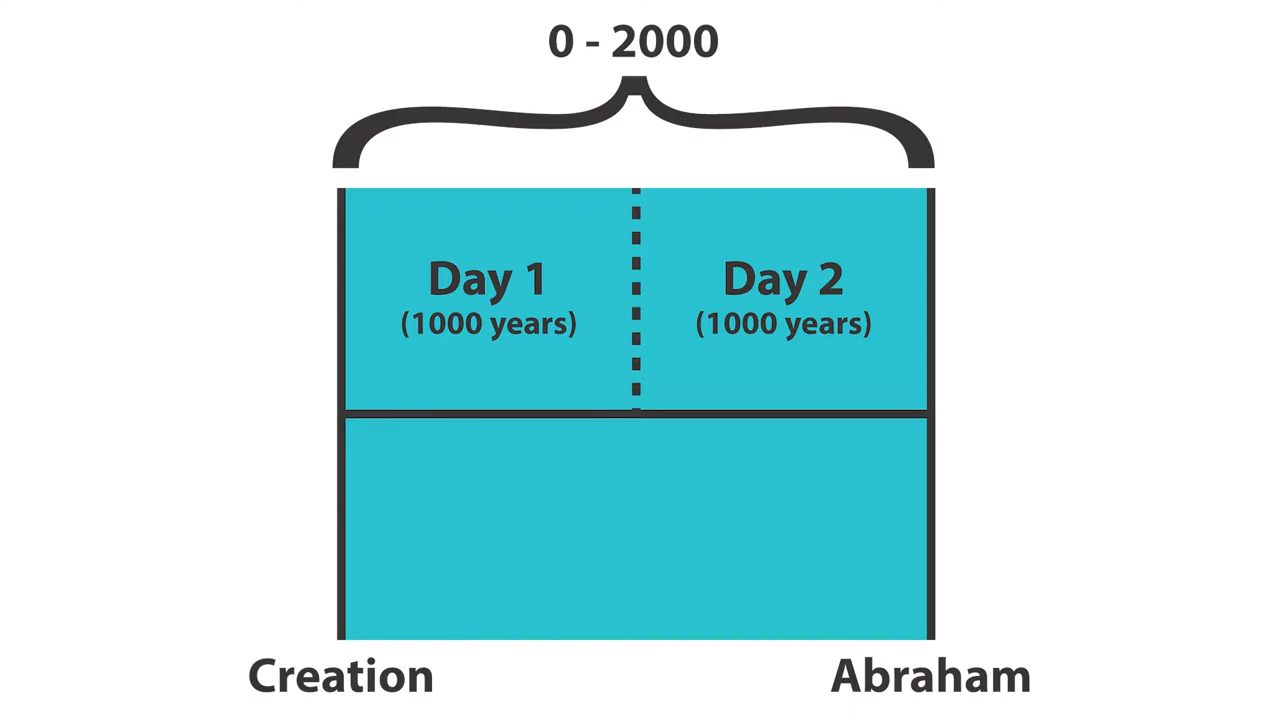 0 - 2000
Day 1
(1000 years)
Day 2
(1000 years)
Creation
Abraham